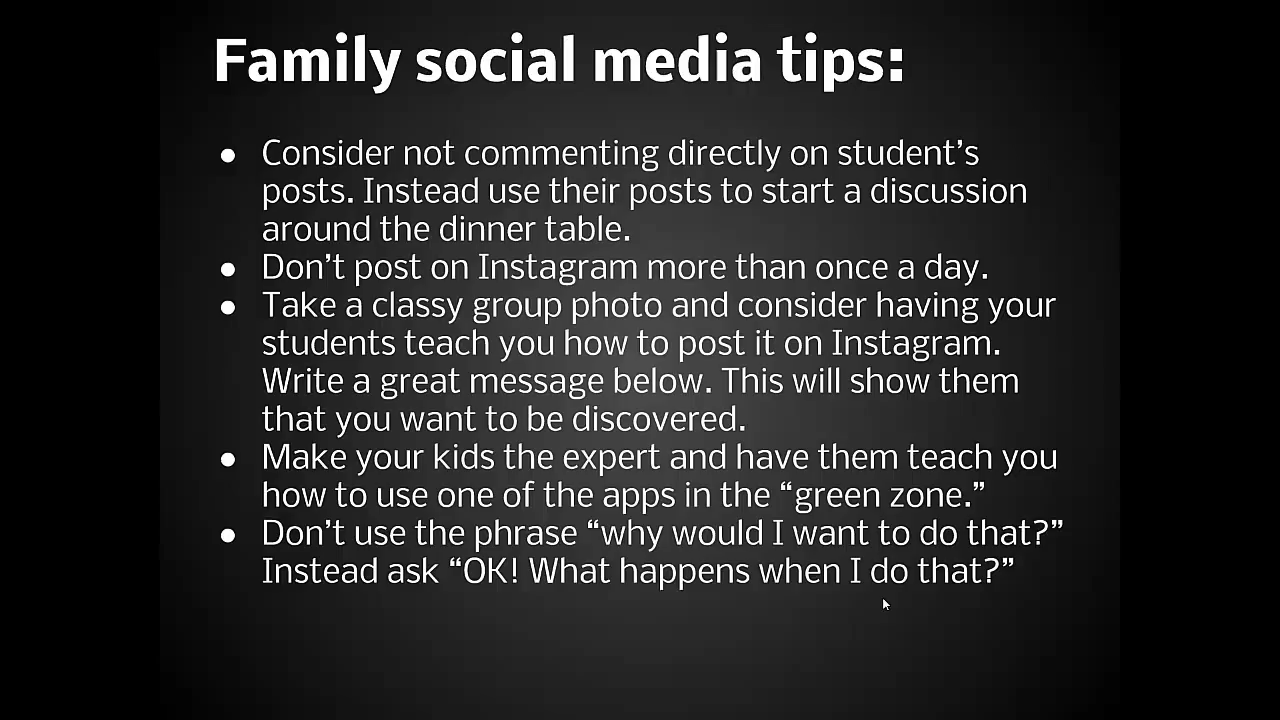 Family social media tips:
● Consider not commenting directly on student’s
posts. Instead use their posts to start a discussion
around the dinner table.
● Don’t post on Instagram more than once a day.
● Take a classy group photo and consider having your
students teach you how to post it on Instagram.
Write a great message below. This will show them
that you want to be discovered.
● Make your kids the expert and have them teach you
how to use one of the apps in the “green zone.”
● Don’t use the phrase “why would I want to do that?”
Instead ask “OK! What happens when I do that?”